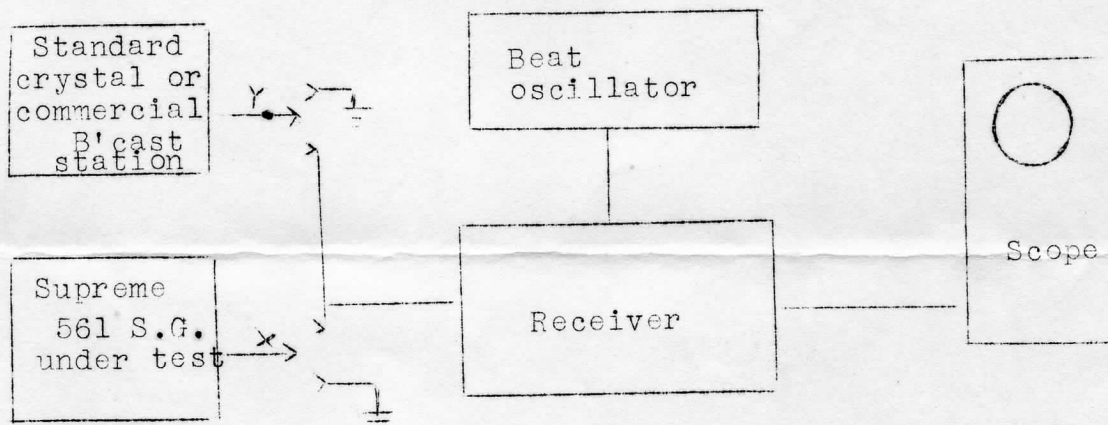 Standard
crystal or
commercial
B'cast
station
Y
Beat
oscillator
Scope
Supreme
561 S.G.
under test
X
Receiver